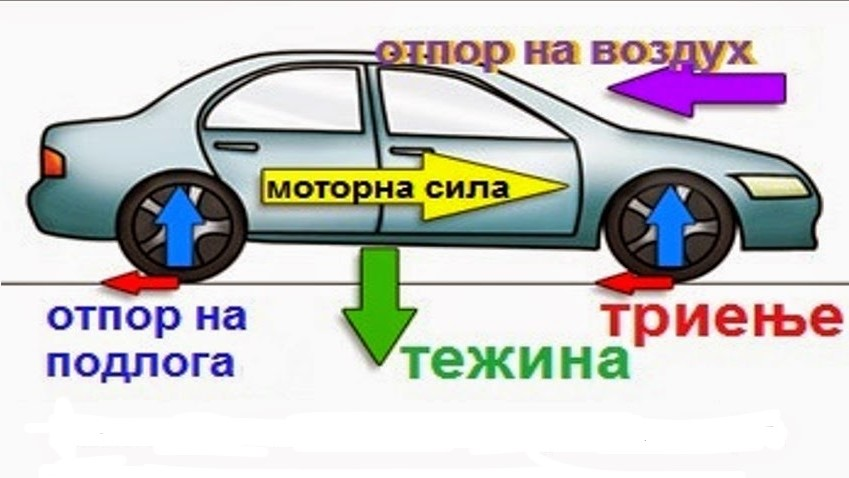 отпор на воздух
моторна сила
отпор на
подлога
тежина
триење